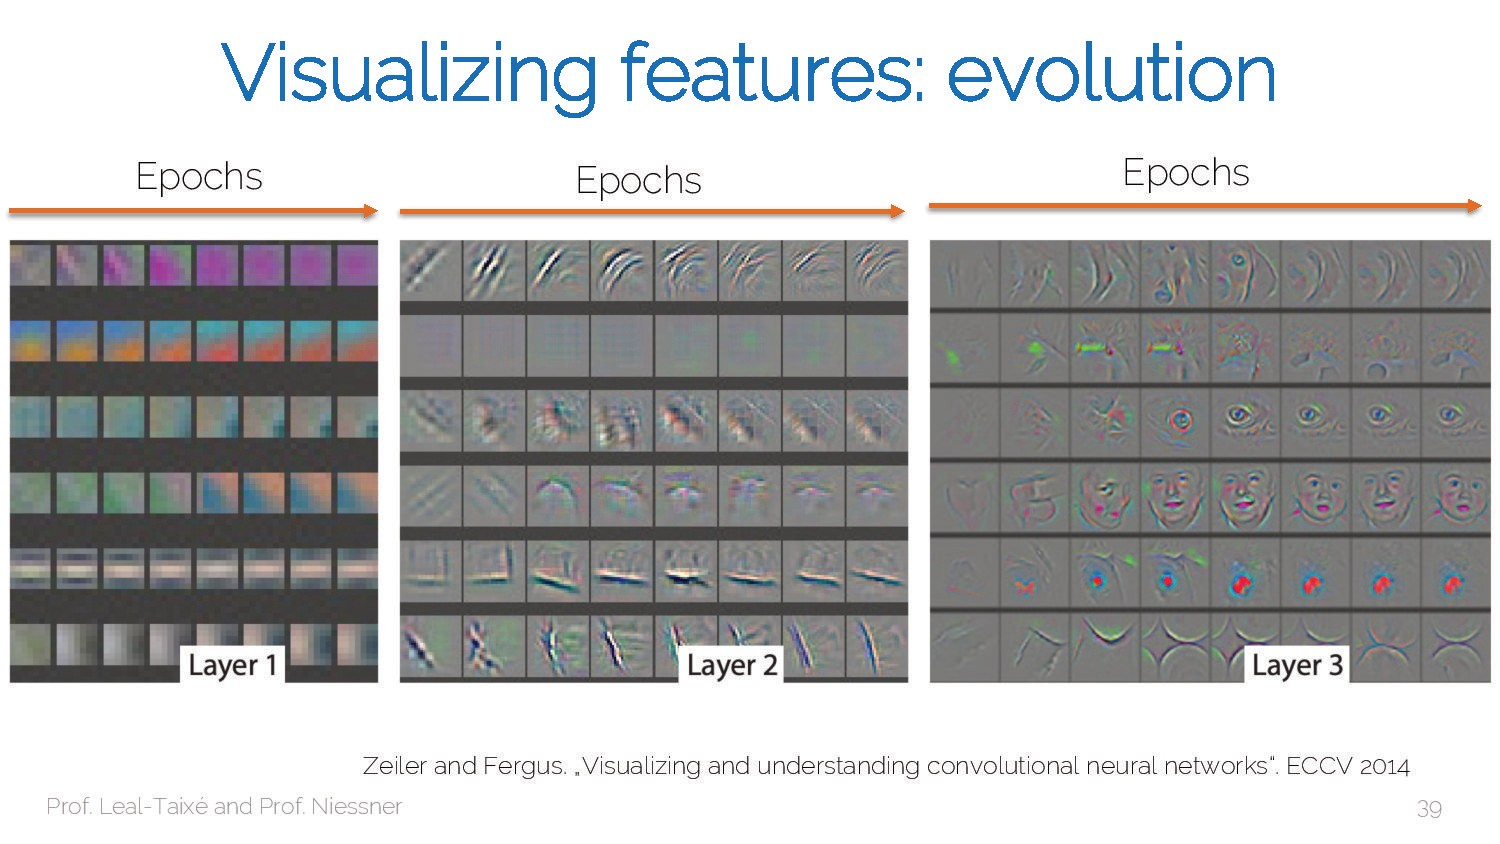 Visualizing features: evolution
Epochs
Epochs
Epochs
Layer 1
Layer 2
Layer 3
Zeiler and Fergus. „Visualizing and understanding convolutional neural networks“. ECCV 2014
Prof. Leal-Taixé and Prof. Niessner
39